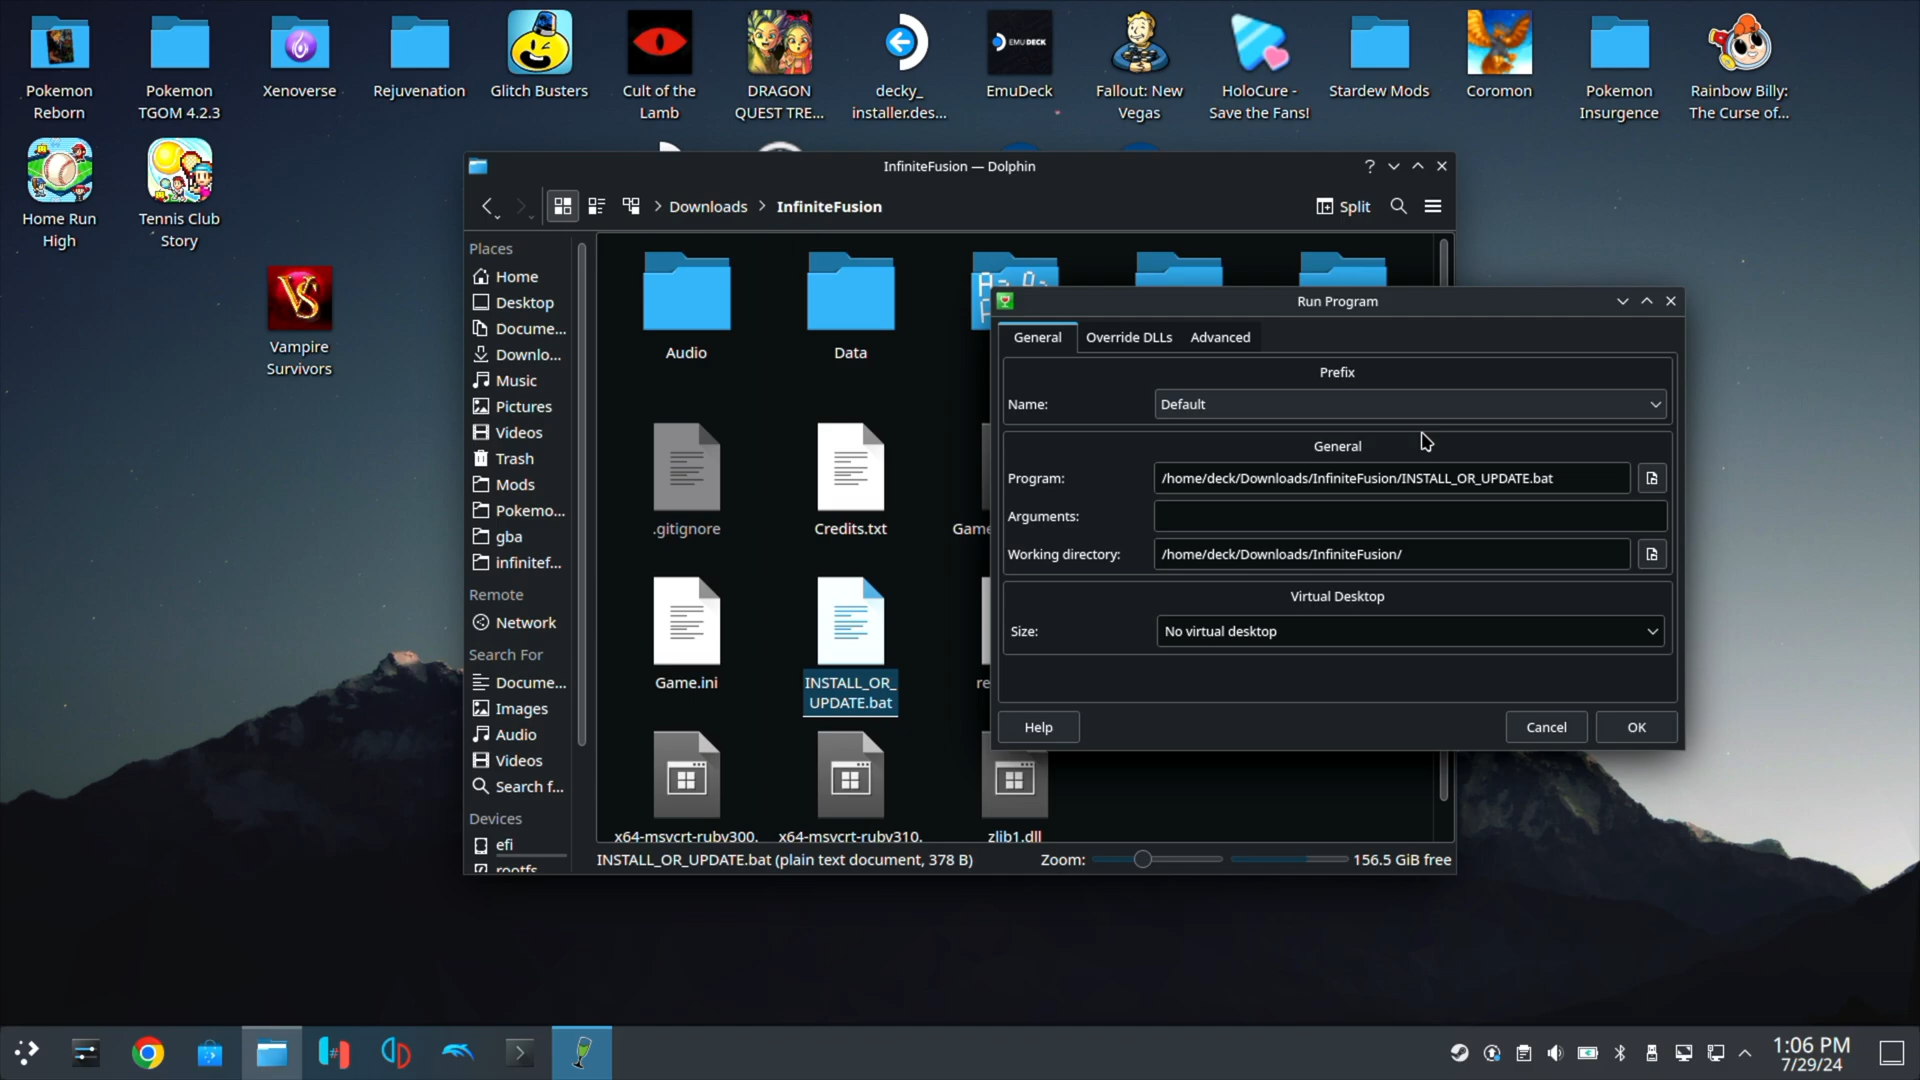 Pokemon
Reborn
Pokemon
TGOM 4.2.3
Xenoverse
Rejuvenation
Glitch Busters
Cult of the
Lamb
DRAGON
QUEST TRE...
decky_
installer.des...
EMUDECK
EmuDeck
Fallout: New
Vegas
HoloCure -
Save the Fans!
Stardew Mods
Coromon
Pokemon
Insurgence
Rainbow Billy:
The Curse of...
Home Run
High
Tennis Club
Story
VS
Vampire
Survivors
InfiniteFusion — Dolphin
Downloads
InfiniteFusion
Split
Places
Home
Desktop
Docume...
Downlo...
Music
Pictures
Videos
Trash
Mods
Pokemo...
gba
infinitef...
Remote
Network
Search For
Docume...
Images
Audio
Videos
Search f...
Devices
efi
rootfs
Audio
Data
.gitignore
Credits.txt
Game
Game.ini
INSTALL_OR_
UPDATE.bat
re
x64-msvcrt-ruby300.
x64-msvcrt-ruby310.
zlib1.dll
INSTALL_OR_UPDATE.bat (plain text document, 378 B)
Zoom:
156.5 GiB free
Run Program
General
Override DLLs
Advanced
Prefix
Name:
Default
General
Program:
/home/deck/Downloads/InfiniteFusion/INSTALL_OR_UPDATE.bat
Arguments:
Working directory:
/home/deck/Downloads/InfiniteFusion/
Virtual Desktop
Size:
No virtual desktop
Help
Cancel
OK
1:06 PM
7/29/24